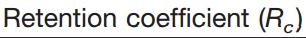 Retention coefficient (Rc)